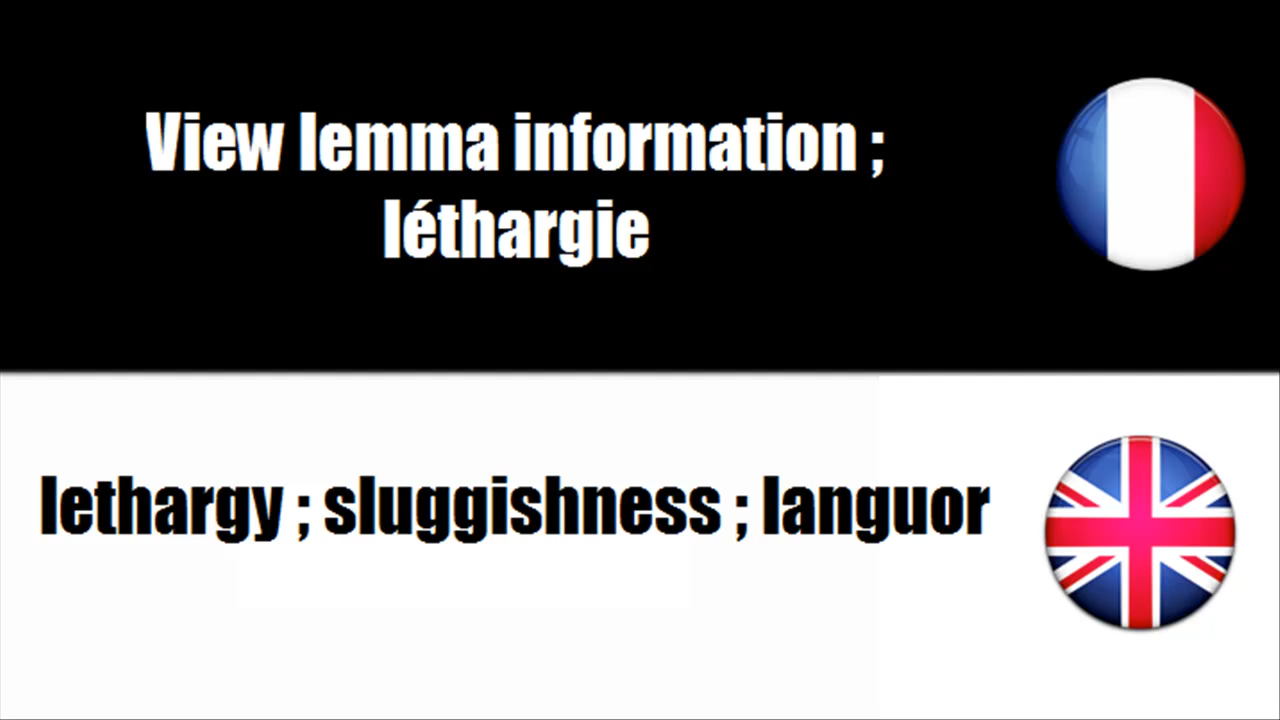 View lemma information ;
léthargie
lethargy ; sluggishness ; languor